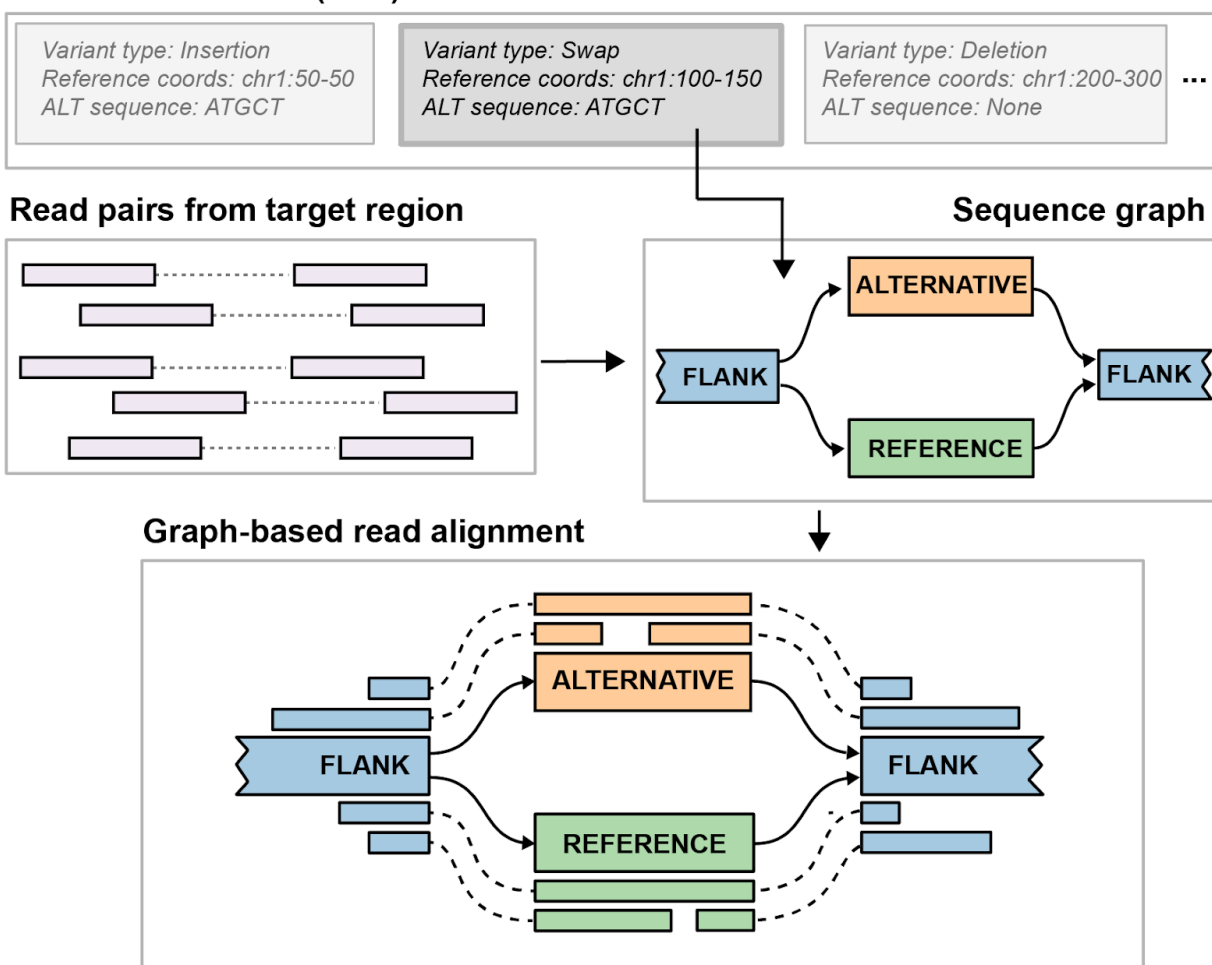 Variant type: Insertion
Reference coords: chr1:50-50
ALT sequence: ATGCT
Variant type: Swap
Reference coords: chr1:100-150
ALT sequence: ATGCT
Variant type: Deletion
Reference coords: chr1:200-300
ALT sequence: None
...
Read pairs from target region
Sequence graph
ALTERNATIVE
FLANK
FLANK
REFERENCE
Graph-based read alignment
ALTERNATIVE
FLANK
FLANK
REFERENCE